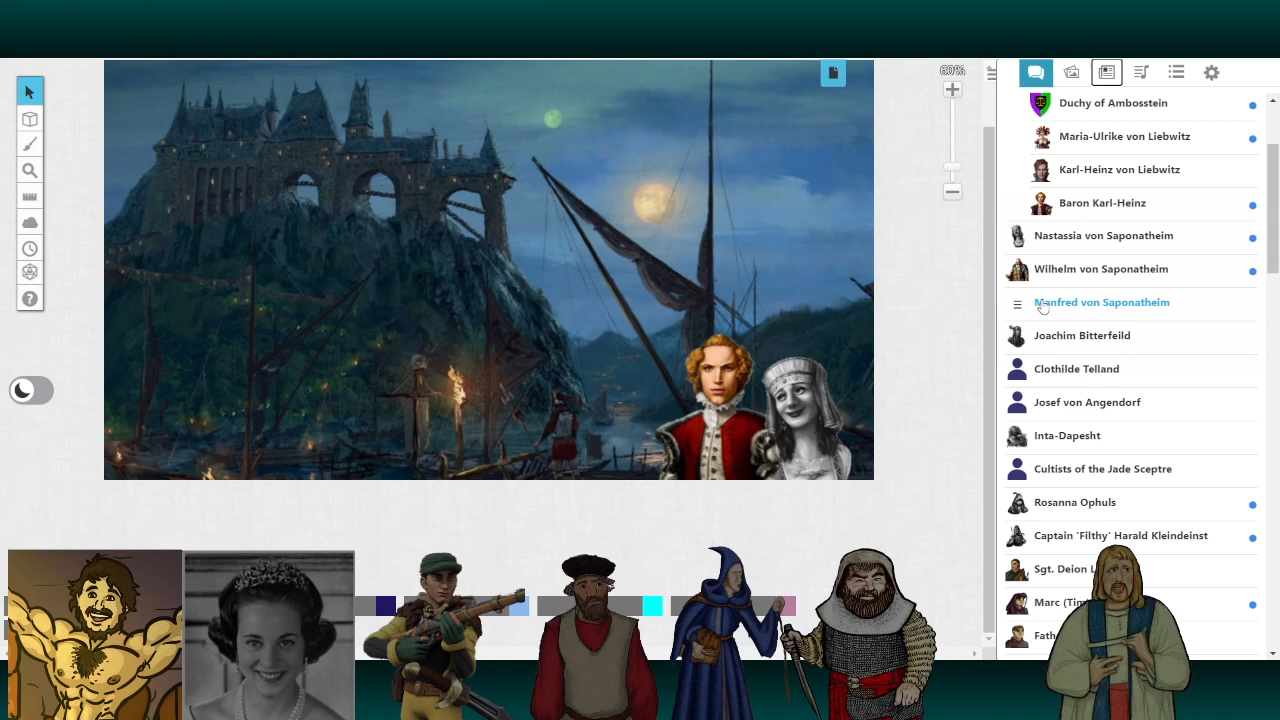 60%
Duchy of Ambosstein
Maria-Ulrike von Liebwitz
Karl-Heinz von Liebwitz
Baron Karl-Heinz
Nastassia von Saponatheim
Wilhelm von Saponatheim
Manfred von Saponatheim
Joachim Bitterfeild
Clothilde Telland
Josef von Angendorf
Inta-Dapesht
Cultists of the Jade Sceptre
Rosanna Ophuls
Captain 'Filthy' Harald Kleindeinst
Sgt. Deion L
Marc (Tim
Fath